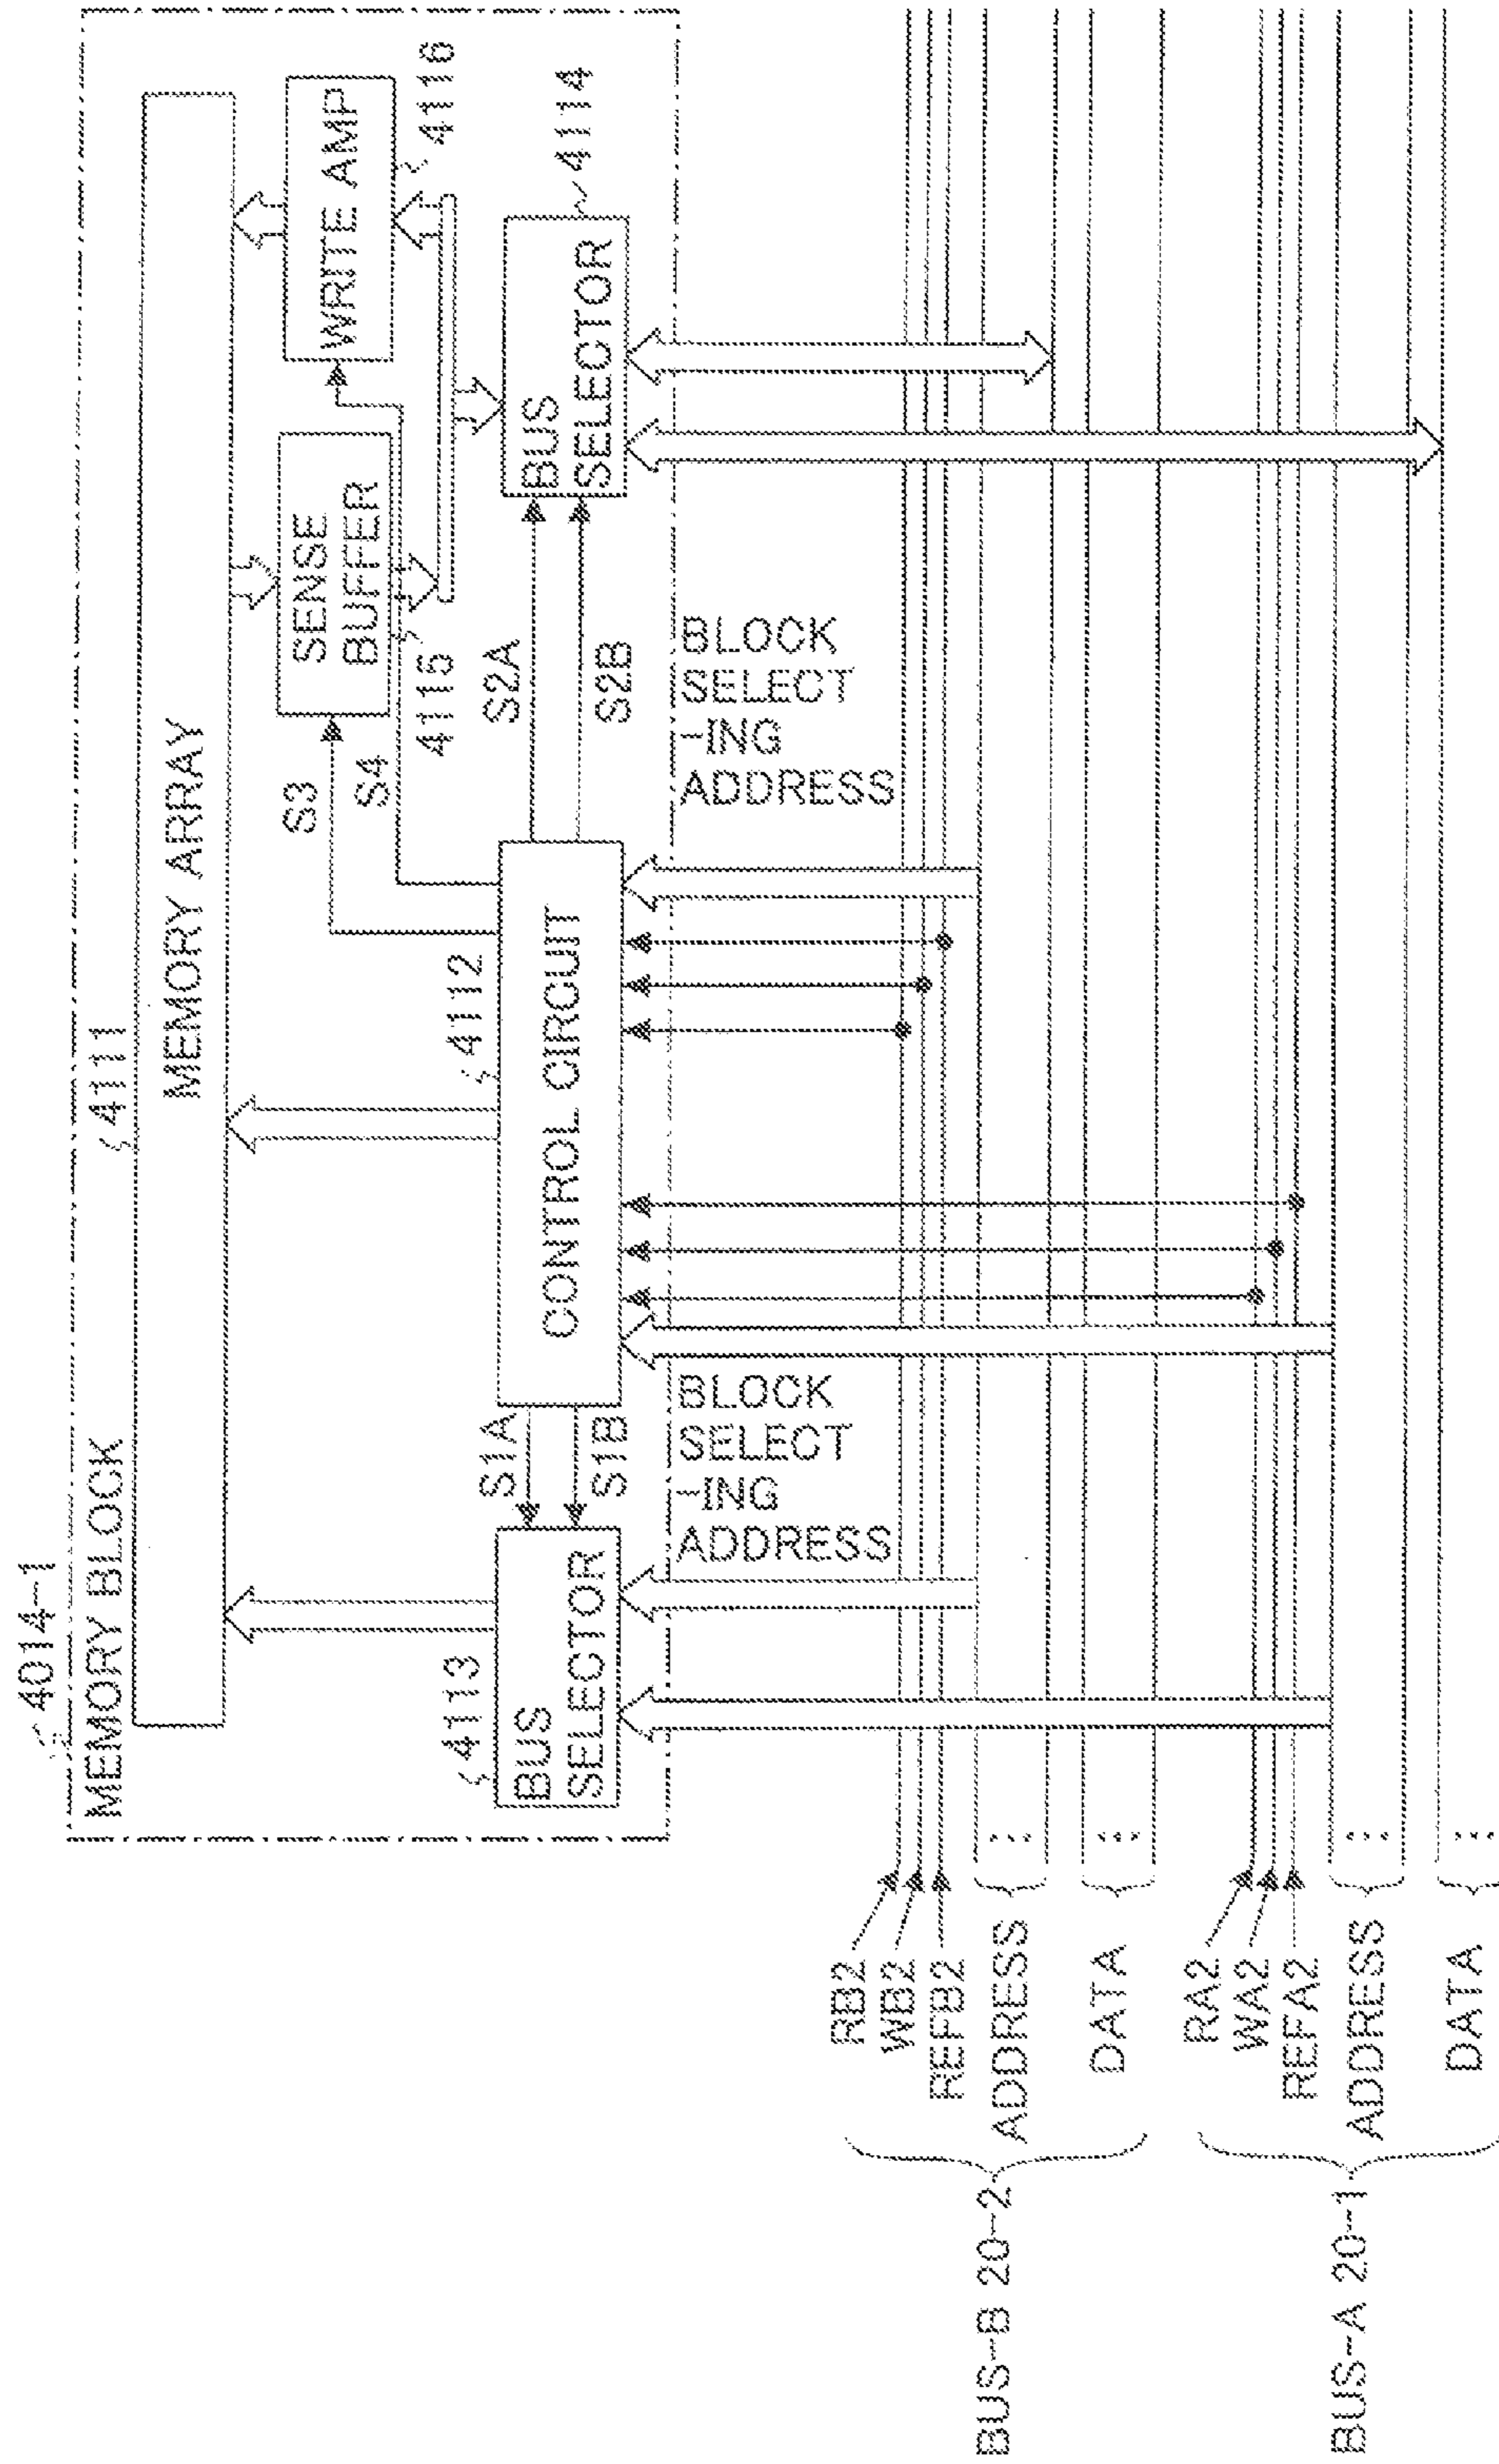 4014-1
MEMORY BLOCK
4111
MEMORY ARRAY
S3
S4
SENSE
BUFFER
4115
WRITE AMP
4116
4113
BUS
SELECTOR
S1A
S1B
4112
CONTROL CIRCUIT
S2A
S2B
BUS
SELECTOR
4114
BLOCK
SELECT
-ING
ADDRESS
BLOCK
SELECT
-ING
ADDRESS
BUS-B 20-2
RB2
WB2
REFB2
ADDRESS
DATA
BUS-A 20-1
RA2
WA2
REFA2
ADDRESS
DATA